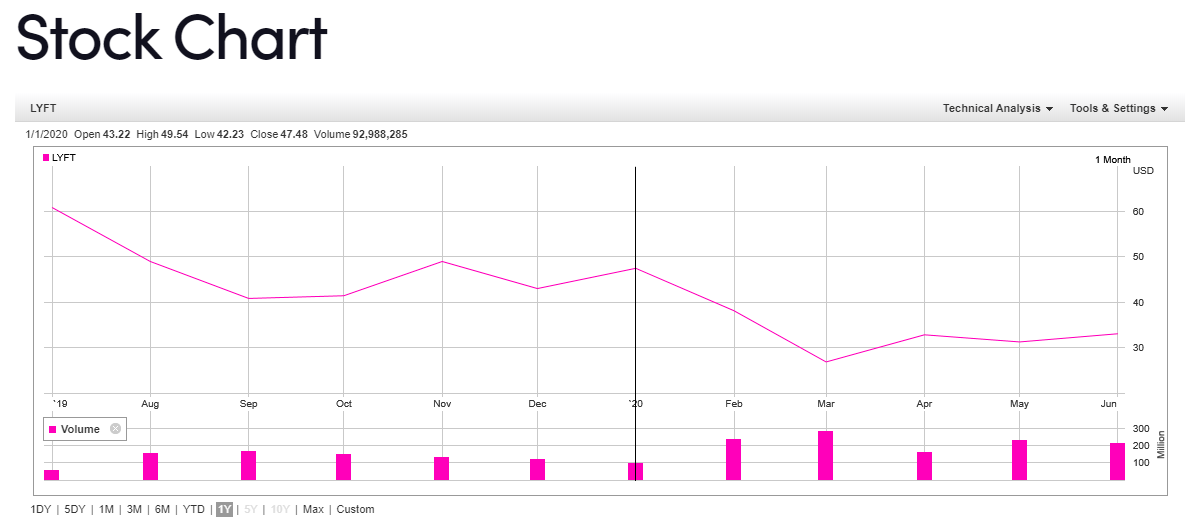 Stock Chart
LYFT Technical Analysis Tools & Settings
1/1/2020 Open 43.22 High 49.54 Low 42.23 Close 47.48 Volume 92,988,285
LYFT
1 Month
USD
60
50
40
30
'19 Aug Sep Oct Nov Dec '20 Feb Mar Apr May Jun
Volume
300
200
100
Million
1DY | 5DY | 1M | 3M | 6M | YTD | 1Y | 5Y | 10Y | Max | Custom